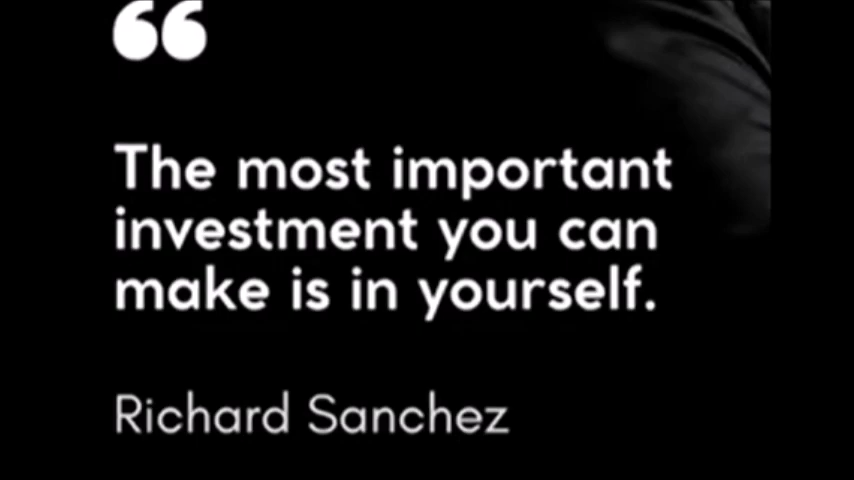 “
The most important
investment you can
make is in yourself.
Richard Sanchez